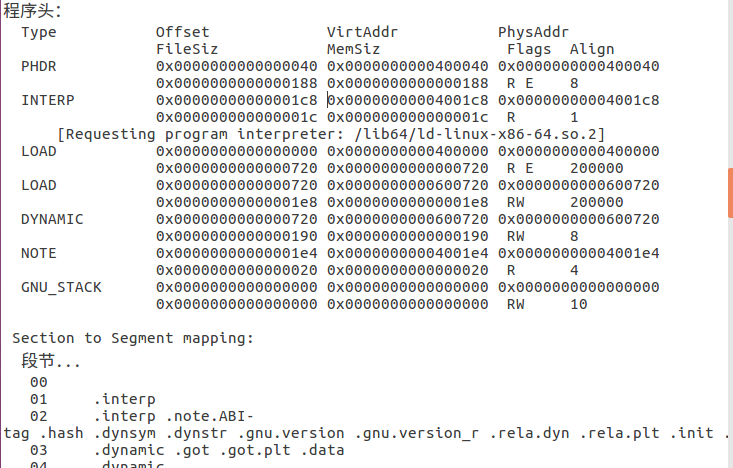 程序头：
Type Offset VirtAddr PhysAddr
FileSiz MemSiz Flags Align
PHDR 0x0000000000000040 0x0000000000400040 0x0000000000400040
0x0000000000000188 0x0000000000000188 R E 8
INTERP 0x00000000000001c8 0x00000000004001c8 0x00000000004001c8
0x000000000000001c 0x000000000000001c R 1
[Requesting program interpreter: /lib64/ld-linux-x86-64.so.2]
LOAD 0x0000000000000000 0x0000000000400000 0x0000000000400000
0x0000000000000720 0x0000000000000720 R E 200000
LOAD 0x0000000000000720 0x0000000000600720 0x0000000000600720
0x00000000000001e8 0x00000000000001e8 RW 200000
DYNAMIC 0x0000000000000720 0x0000000000600720 0x0000000000600720
0x0000000000000190 0x0000000000000190 RW 8
NOTE 0x00000000000001e4 0x00000000004001e4 0x00000000004001e4
0x0000000000000020 0x0000000000000020 R 4
GNU_STACK 0x0000000000000000 0x0000000000000000 0x0000000000000000
0x0000000000000000 0x0000000000000000 RW 10
Section to Segment mapping:
段节...
00
01 .interp
02 .interp .note.ABI-
tag .hash .dynsym .dynstr .gnu.version .gnu.version_r .rela.dyn .rela.plt .init .
03 .dynamic .got .got.plt .data
04 .dynamic